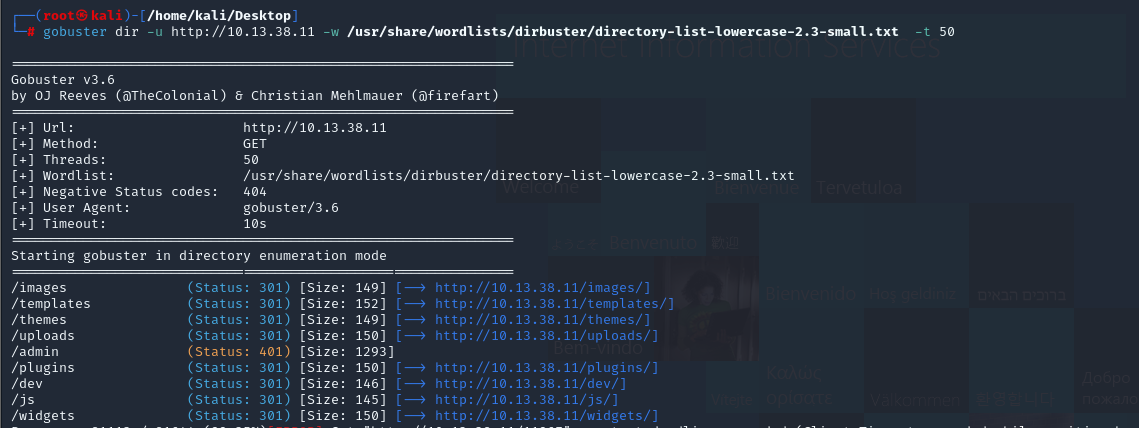 ┌──(root㉿kali)-[/home/kali/Desktop]
└─# gobuster dir -u http://10.13.38.11 -w /usr/share/wordlists/dirbuster/directory-list-lowercase-2.3-small.txt  -t 50
Internet Information Services
===============================================================
Gobuster v3.6
by OJ Reeves (@TheColonial) & Christian Mehlmauer (@firefart)
===============================================================
[+] Url:                     http://10.13.38.11
[+] Method:                  GET
[+] Threads:                 50
[+] Wordlist:                /usr/share/wordlists/dirbuster/directory-list-lowercase-2.3-small.txt
[+] Negative Status codes:   404
Welcome Bienvenue Tervetuloa
[+] User Agent:              gobuster/3.6
[+] Timeout:                 10s
===============================================================
Benvenuto 歡迎
Starting gobuster in directory enumeration mode
===============================================================
/images               (Status: 301) [Size: 149] [--> http://10.13.38.11/images/]
Bienvenido Hoş geldiniz ברוכים הבאים
/templates            (Status: 301) [Size: 152] [--> http://10.13.38.11/templates/]
/themes               (Status: 301) [Size: 149] [--> http://10.13.38.11/themes/]
/uploads              (Status: 301) [Size: 150] [--> http://10.13.38.11/uploads/]
Bem-vindo
/admin                (Status: 401) [Size: 1293]
/plugins              (Status: 301) [Size: 150] [--> http://10.13.38.11/plugins/]
Καλώς
ορίσατε
Добро
/dev                  (Status: 301) [Size: 146] [--> http://10.13.38.11/dev/]
/js                   (Status: 301) [Size: 145] [--> http://10.13.38.11/js/]
Vítejte Välkommen 환영합니다
/widgets              (Status: 301) [Size: 150] [--> http://10.13.38.11/widgets/]